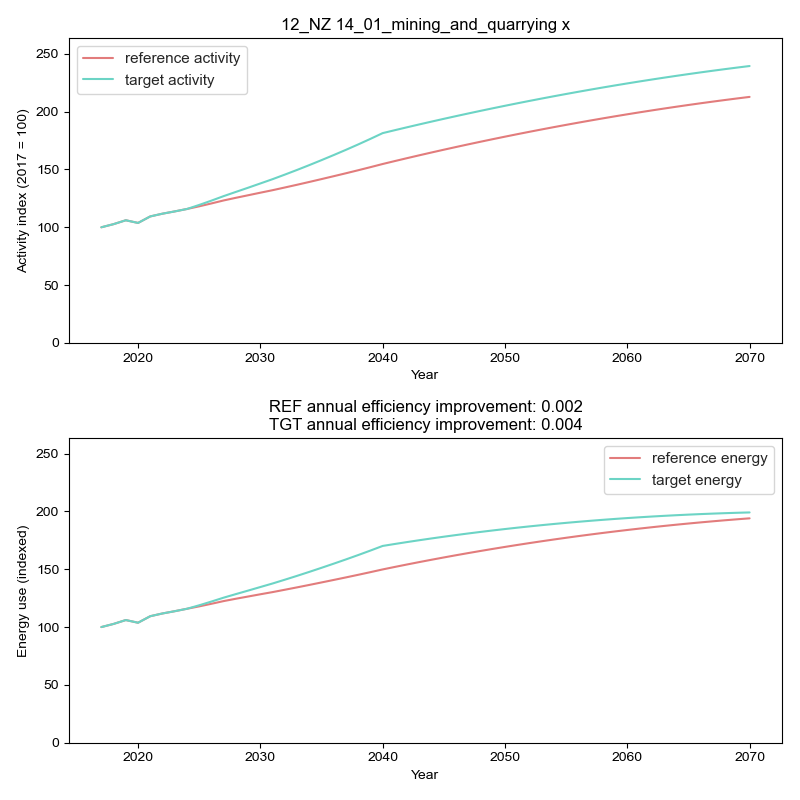 12_NZ 14_01_mining_and_quarrying x
250
200
150
100
50
0
Activity index (2017 = 100)
reference activity
target activity
2020 2030 2040 2050 2060 2070
Year
REF annual efficiency improvement: 0.002
TGT annual efficiency improvement: 0.004
250
200
150
100
50
0
Energy use (indexed)
reference energy
target energy
2020 2030 2040 2050 2060 2070
Year